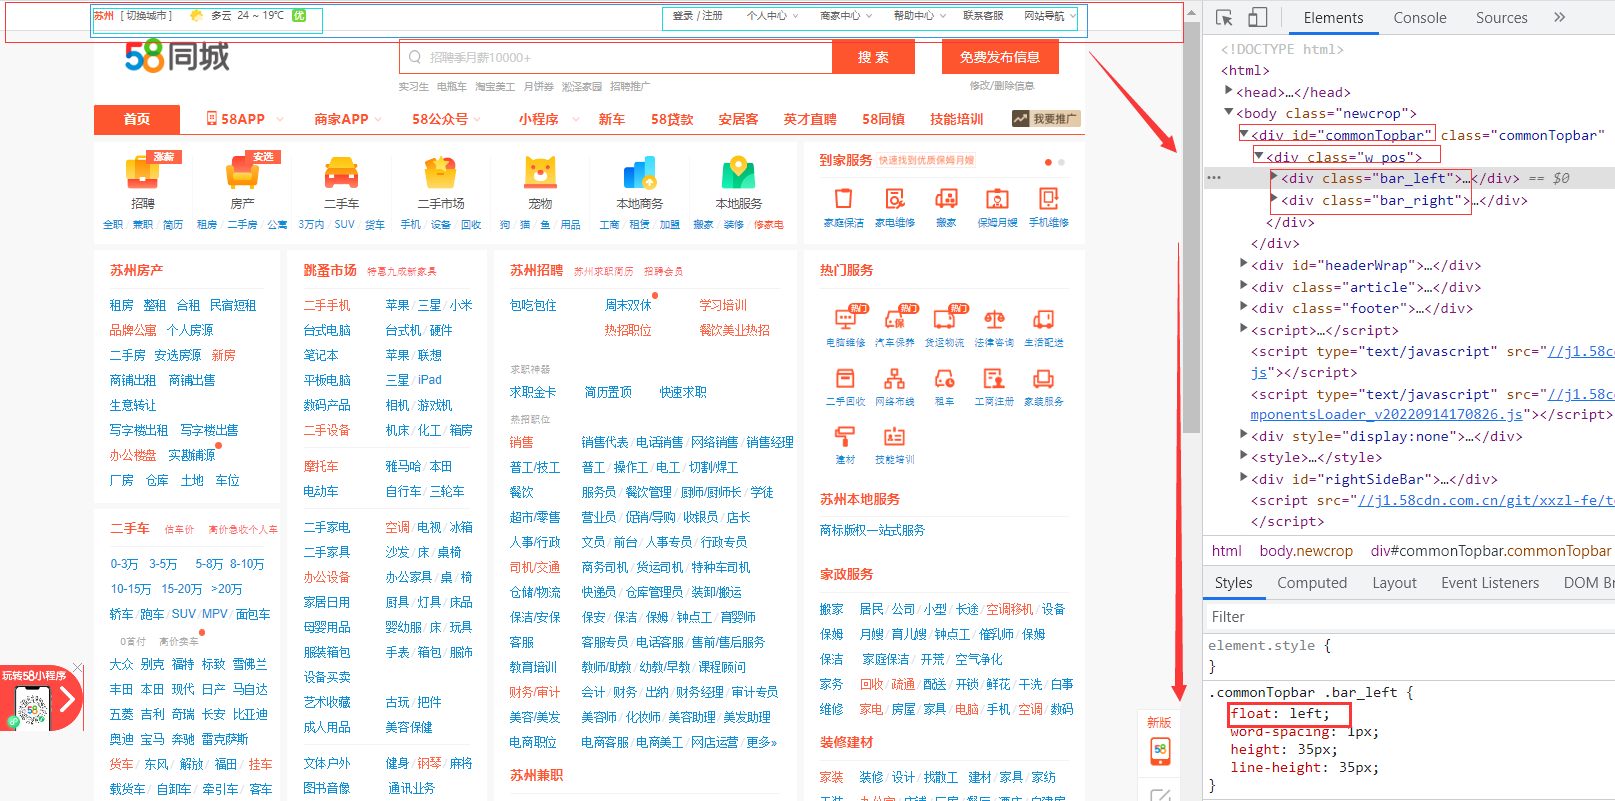 苏州 [ 切换城市 ] 多云 24 ~ 19℃ 优
登录 / 注册 个人中心 商家中心 帮助中心 联系客服 网站导航
58同城
招聘季月薪10000+ 搜 索 免费发布信息
实习生 电瓶车 淘宝美工 月饼券 淞泽家园 招聘推广 修改/删除信息
首页 58APP 商家APP 58公众号 小程序 新车 58贷款 安居客 英才直聘 58同镇 技能培训 我要推广
涨薪 安选
招聘 房产 二手车 二手市场 宠物 本地商务 本地服务
全职 / 兼职 / 简历 租房 / 二手房 / 公寓 3万内 / SUV / 货车 手机 / 设备 / 回收 狗 / 猫 / 鱼 / 用品 工商 / 租赁 / 加盟 搬家 / 装修 / 修家电
到家服务 快速找到优质保姆月嫂
家庭保洁 家电维修 搬家 保姆月嫂 手机维修
苏州房产
租房 整租 合租 民宿短租
品牌公寓 个人房源
二手房 安选房源 新房
商铺出租 商铺出售
生意转让
写字楼出租 写字楼出售
办公楼盘 实勘铺源
厂房 仓库 土地 车位
二手车 估车价 高价急收个人车
0-3万 3-5万 5-8万 8-10万
10-15万 15-20万 >20万
轿车 / 跑车 / SUV / MPV / 面包车
0首付 高价卖车
大众 别克 福特 标致 雪佛兰
丰田 本田 现代 日产 马自达
五菱 吉利 奇瑞 长安 比亚迪
奥迪 宝马 奔驰 雷克萨斯
货车 / 东风 / 解放 / 福田 / 挂车
载货车 / 自卸车 / 牵引车 / 客车
跳蚤市场 特惠九成新家具
二手手机 苹果 / 三星 / 小米
台式电脑 台式机 / 硬件
笔记本 苹果 / 联想
平板电脑 三星 / iPad
数码产品 相机 / 游戏机
二手设备 机床 / 化工 / 箱房
摩托车 雅马哈 / 本田
电动车 自行车 / 三轮车
二手家电 空调 / 电视 / 冰箱
二手家具 沙发 / 床 / 桌椅
办公设备 办公家具 / 桌 / 椅
家居日用 厨具 / 灯具 / 床品
母婴用品 婴幼服 / 床 / 玩具
服装箱包 手表 / 箱包 / 服饰
设备买卖
艺术收藏 古玩 / 把件
成人用品 美容保健
文体户外 健身 / 钢琴 / 麻将
图书音像 通讯业务
苏州招聘 苏州求职简历 招聘会员
包吃包住 周末双休 学习培训
热招职位 餐饮美业热招
求职神器
求职金卡 简历置顶 快速求职
热招职位
销售 销售代表 / 电话销售 / 网络销售 / 销售经理
普工/技工 普工 / 操作工 / 电工 / 切割/焊工
餐饮 服务员 / 餐饮管理 / 厨师/厨师长 / 学徒
超市/零售 营业员 / 促销/导购 / 收银员 / 店长
人事/行政 文员 / 前台 / 人事专员 / 行政专员
司机/交通 商务司机 / 货运司机 / 特种车司机
仓储/物流 快递员 / 仓库管理员 / 装卸/搬运
保洁/安保 保安 / 保洁 / 保姆 / 钟点工 / 育婴师
客服 客服专员 / 电话客服 / 售前/售后服务
教育培训 教师/助教 / 幼教/早教 / 课程顾问
财务/审计 会计 / 财务 / 出纳 / 财务经理 / 审计专员
美容/美发 美容师 / 化妆师 / 美容助理 / 美发助理
电商职位 电商客服 / 电商美工 / 网店运营 / 更多»
苏州兼职
热门服务
热门 热门 热门
电脑维修 汽车保养 货运物流 法律咨询 生活配送
二手回收 网络布线 租车 工商注册 家装服务
建材 技能培训
苏州本地服务
商标版权一站式服务
家政服务
搬家 居民 / 公司 / 小型 / 长途 / 空调移机 / 设备
保姆 月嫂 / 育儿嫂 / 钟点工 / 催乳师 / 保姆
保洁 家庭保洁 / 开荒 / 空气净化
家务 回收 / 疏通 / 配送 / 开锁 / 鲜花 / 干洗 / 白事
维修 家电 / 房屋 / 家具 / 电脑 / 手机 / 空调 / 数码
装修建材
家装 装修 / 设计 / 找散工 建材 / 家具 / 家纺
玩转58小程序
58
新版
58
Elements Console Sources »
<!DOCTYPE html>
<html>
<head>…</head>
<body class="newcrop">
<div id="commonTopbar" class="commonTopbar"
<div class="w pos">
··· <div class="bar_left">…</div> == $0
<div class="bar_right">…</div>
</div>
</div>
<div id="headerWrap">…</div>
<div class="article">…</div>
<div class="footer">…</div>
<script>…</script>
<script type="text/javascript" src="//j1.58c
js"></script>
<script type="text/javascript" src="//j1.58c
mponentsLoader_v20220914170826.js"></script>
<div style="display:none">…</div>
<style>…</style>
<div id="rightSideBar">…</div>
<script src="//j1.58cdn.com.cn/git/xxzl-fe/t
</script>
html body.newcrop div#commonTopbar.commonTopbar
Styles Computed Layout Event Listeners DOM Br
Filter
element.style {
}
.commonTopbar .bar_left {
float: left;
word-spacing: 1px;
height: 35px;
line-height: 35px;
}